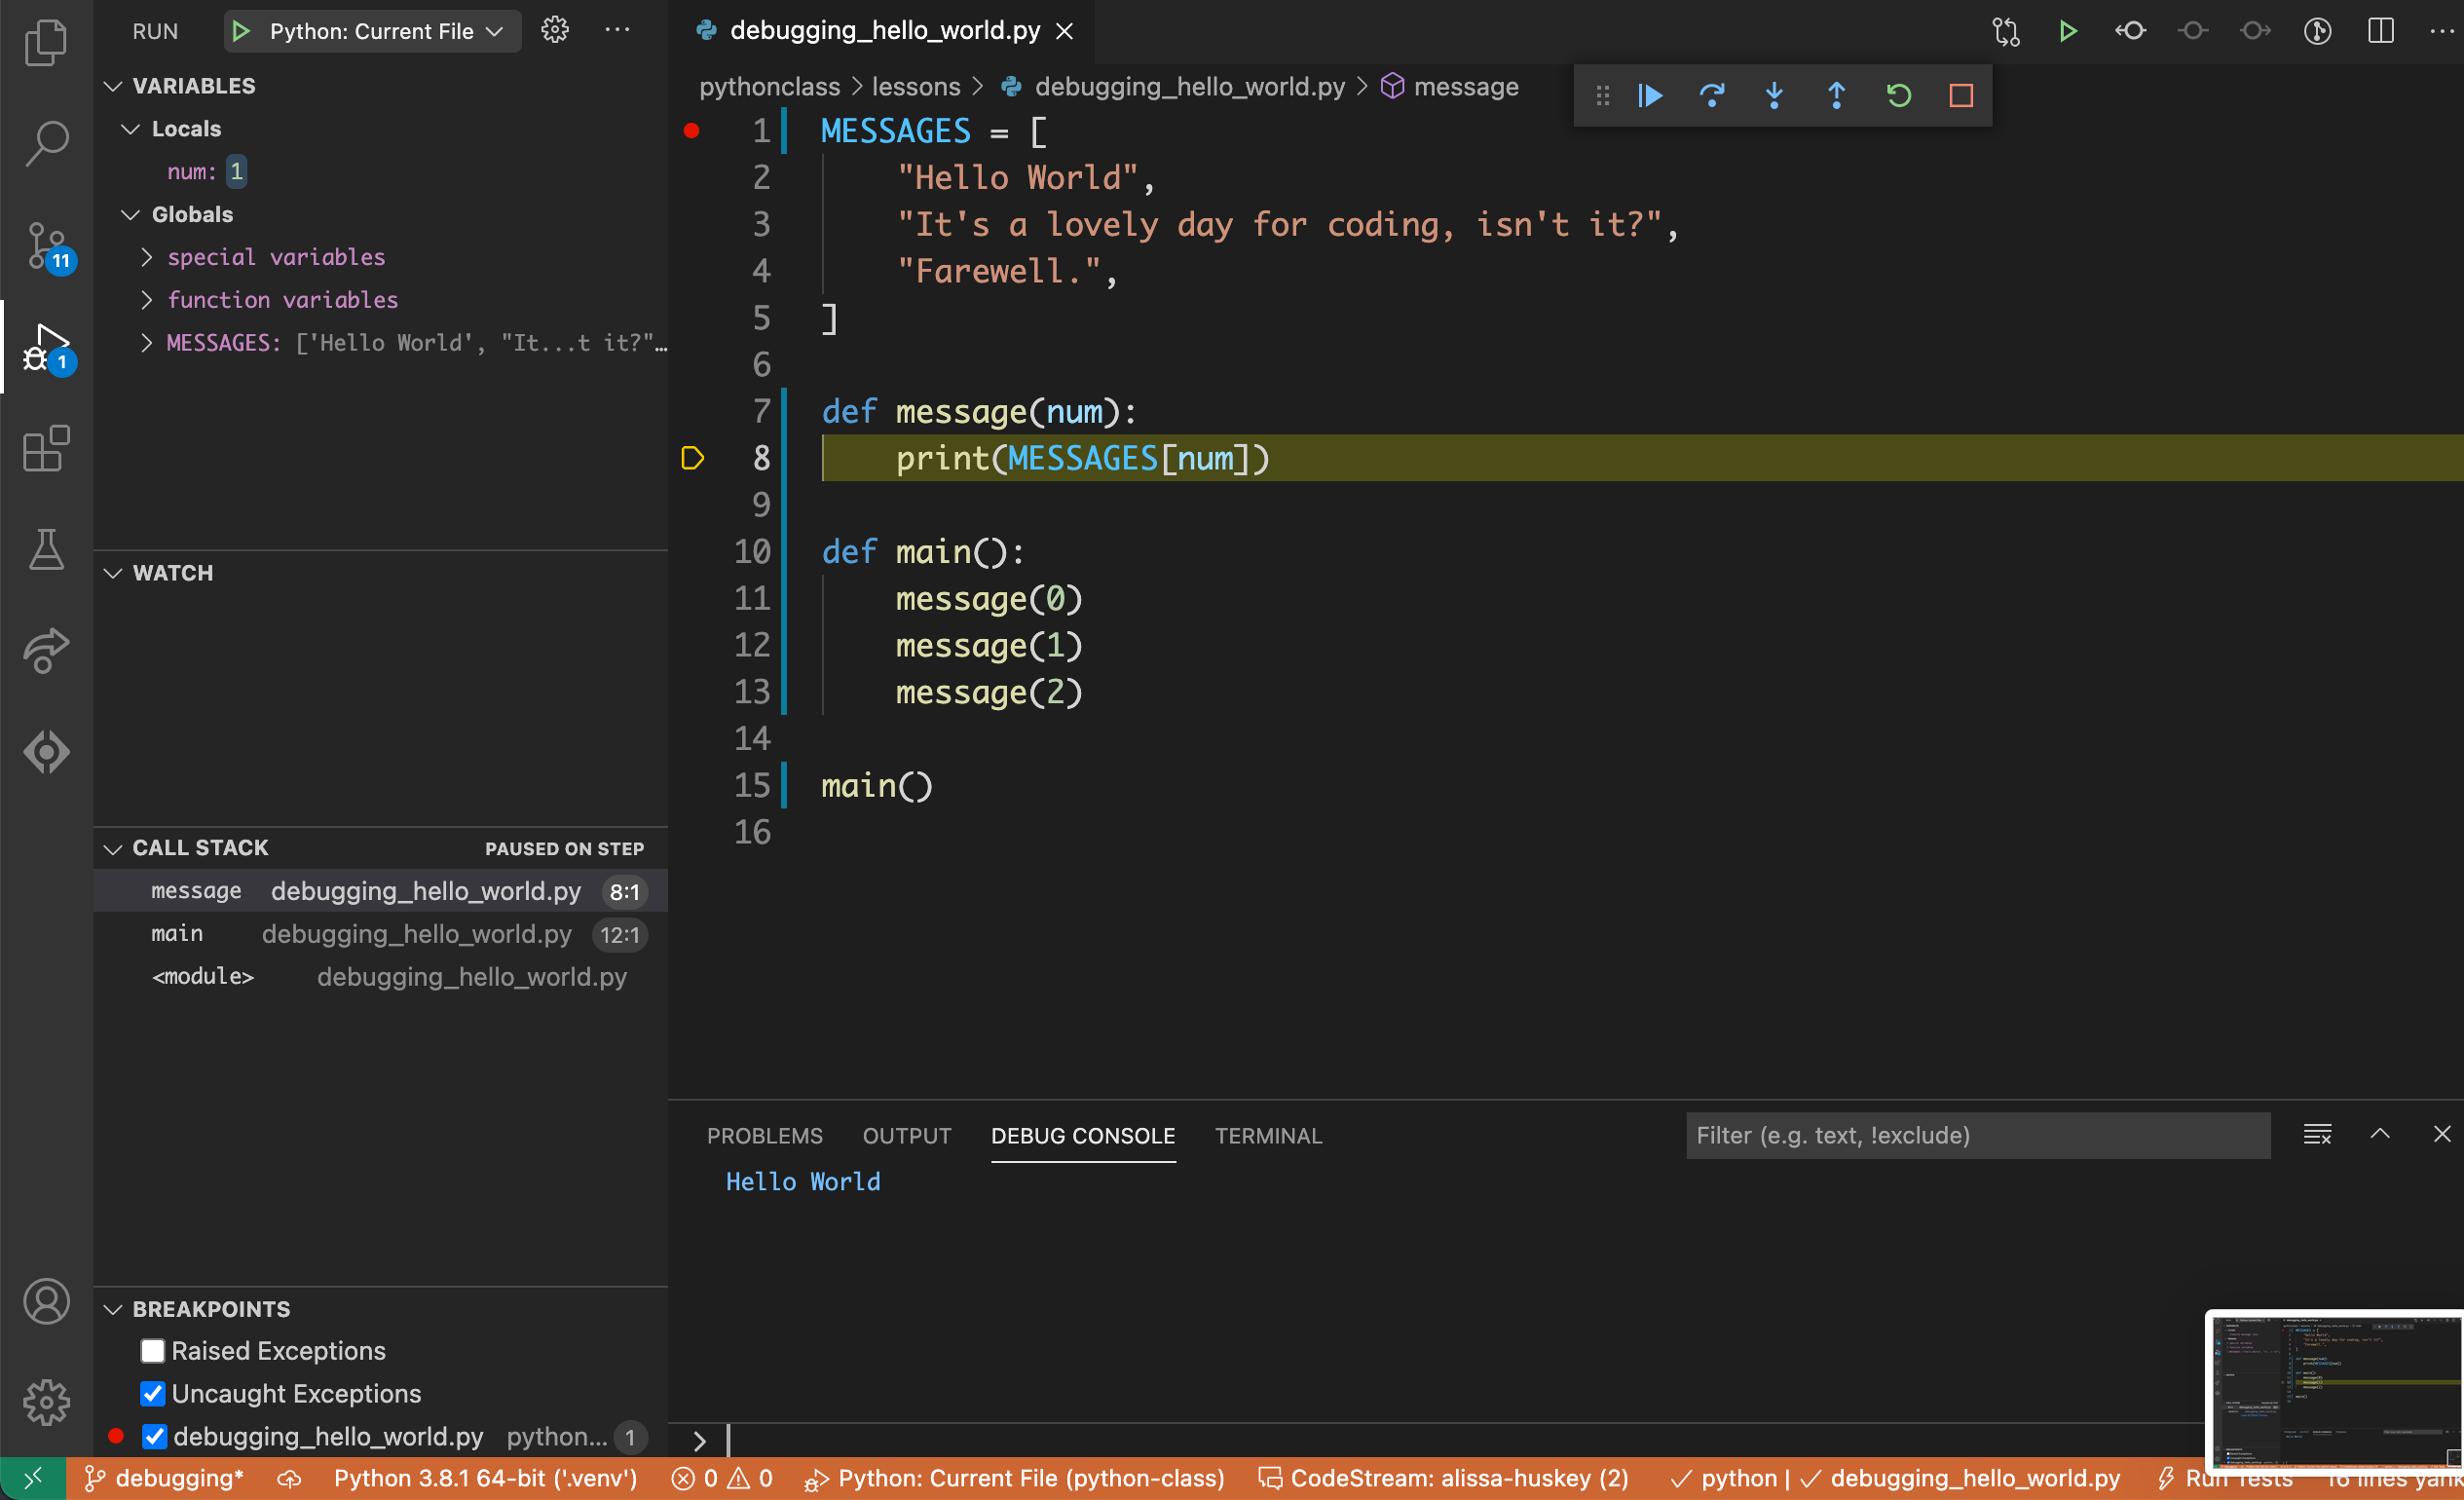 RUN Python: Current File
VARIABLES
Locals
num: 1
Globals
special variables
function variables
MESSAGES: ['Hello World', "It...t it?"…
WATCH
CALL STACK PAUSED ON STEP
message debugging_hello_world.py 8:1
main debugging_hello_world.py 12:1
<module> debugging_hello_world.py
BREAKPOINTS
Raised Exceptions
Uncaught Exceptions
debugging_hello_world.py python... 1
11
1
debugging_hello_world.py
pythonclass > lessons > debugging_hello_world.py > message
1 MESSAGES = [
2 "Hello World",
3 "It's a lovely day for coding, isn't it?",
4 "Farewell.",
5 ]
6
7 def message(num):
8 print(MESSAGES[num])
9
10 def main():
11 message(0)
12 message(1)
13 message(2)
14
15 main()
16
PROBLEMS OUTPUT DEBUG CONSOLE TERMINAL Filter (e.g. text, !exclude)
Hello World
debugging* Python 3.8.1 64-bit ('.venv') 0 0 Python: Current File (python-class) CodeStream: alissa-huskey (2) python | debugging_hello_world.py Run Tests 16 lines yank